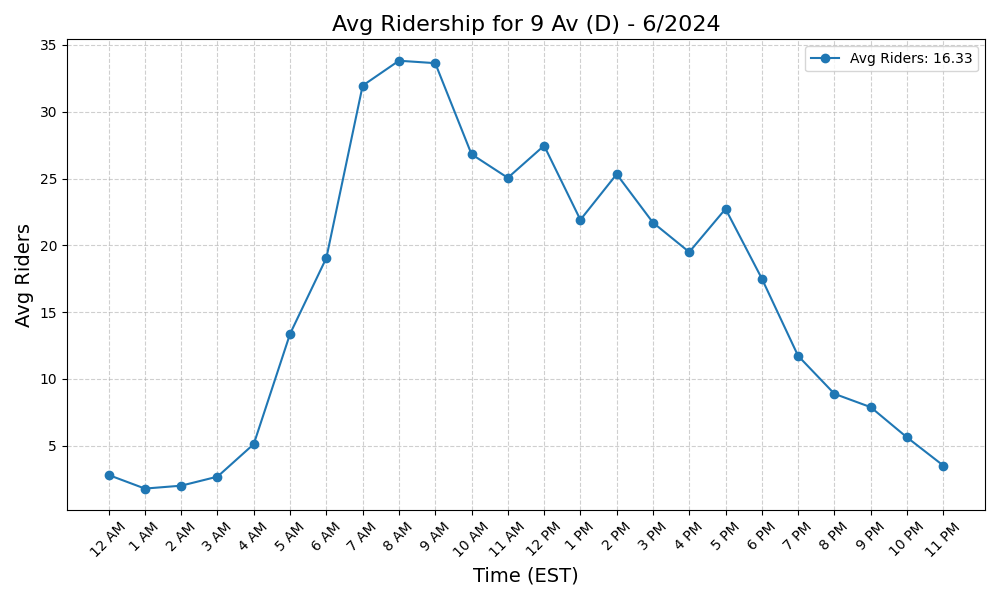 Avg Ridership for 9 Av (D) - 6/2024
Avg Riders: 16.33
Avg Riders
35
30
25
20
15
10
5
12 AM
1 AM
2 AM
3 AM
4 AM
5 AM
6 AM
7 AM
8 AM
9 AM
10 AM
11 AM
12 PM
1 PM
2 PM
3 PM
4 PM
5 PM
6 PM
7 PM
8 PM
9 PM
10 PM
11 PM
Time (EST)